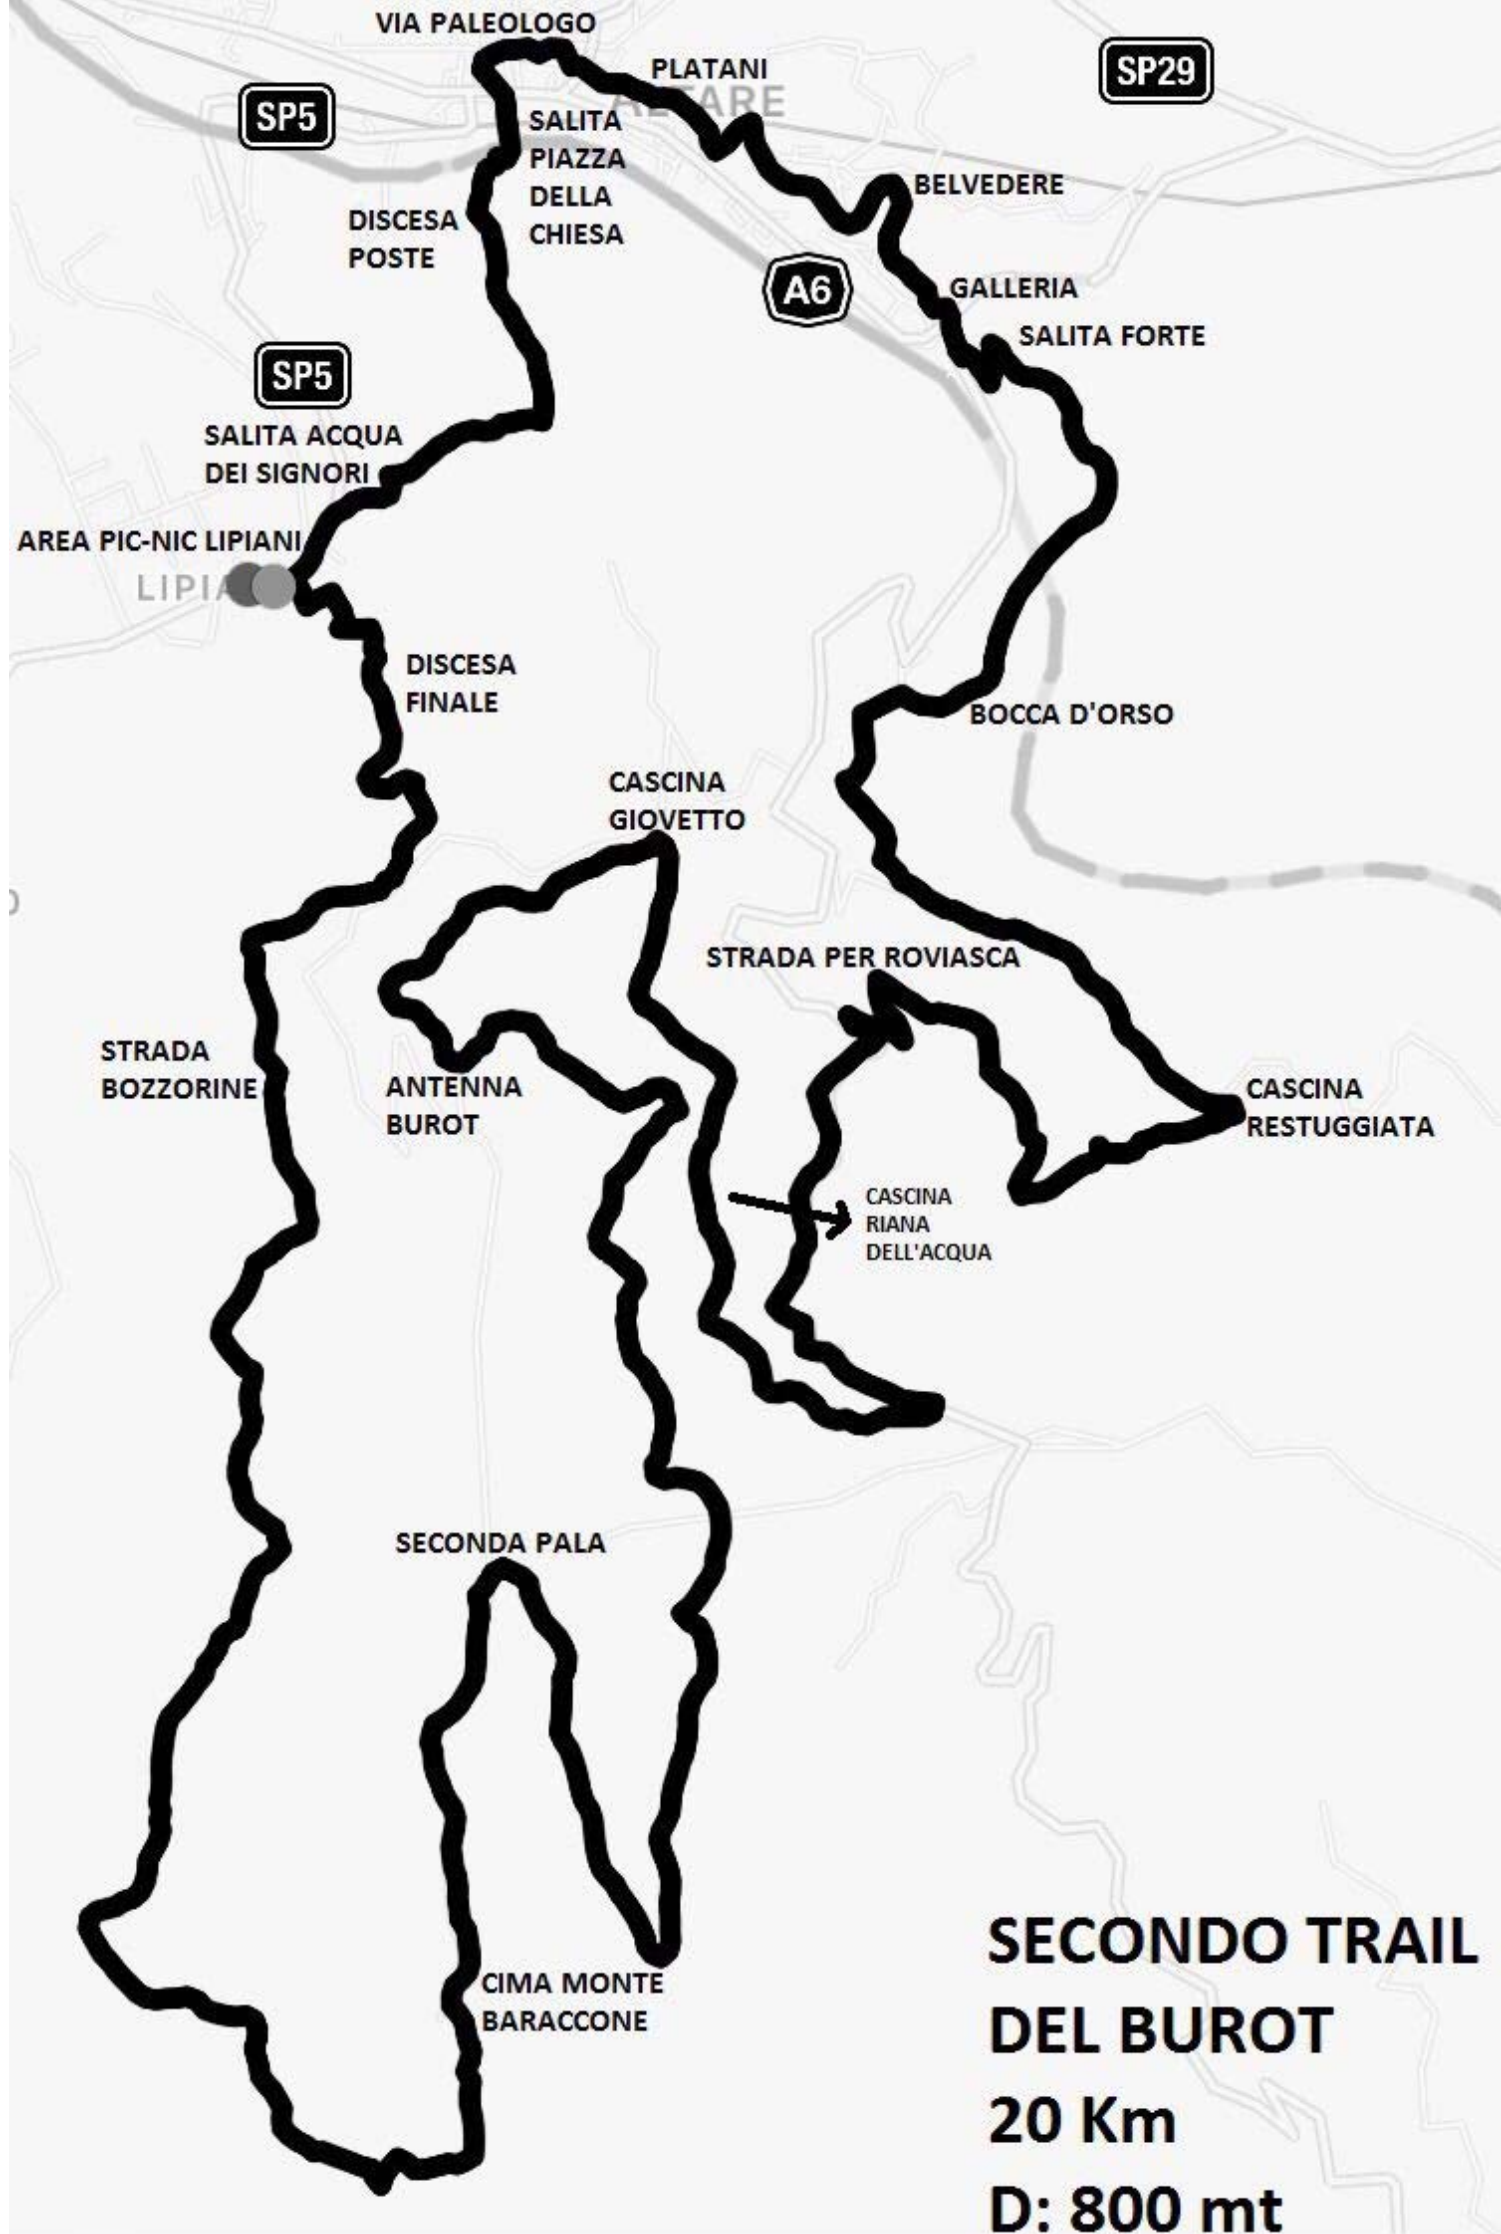 VIA PALEOLOGO
PLATANI
SP29
SP5
SALITA
PIAZZA
DELLA
CHIESA
BELVEDERE
DISCESA
POSTE
A6
GALLERIA
SALITA FORTE
SP5
SALITA ACQUA
DEI SIGNORI
AREA PIC-NIC LIPIANI
DISCESA
FINALE
BOCCA D'ORSO
CASCINA
GIOVETTO
STRADA PER ROVIASCA
STRADA
BOZZORINE
ANTENNA
BUROT
CASCINA
RESTUGGIATA
CASCINA
RIANA
DELL'ACQUA
SECONDA PALA
CIMA MONTE
BARACCONE
SECONDO TRAIL
DEL BUROT
20 Km
D: 800 mt